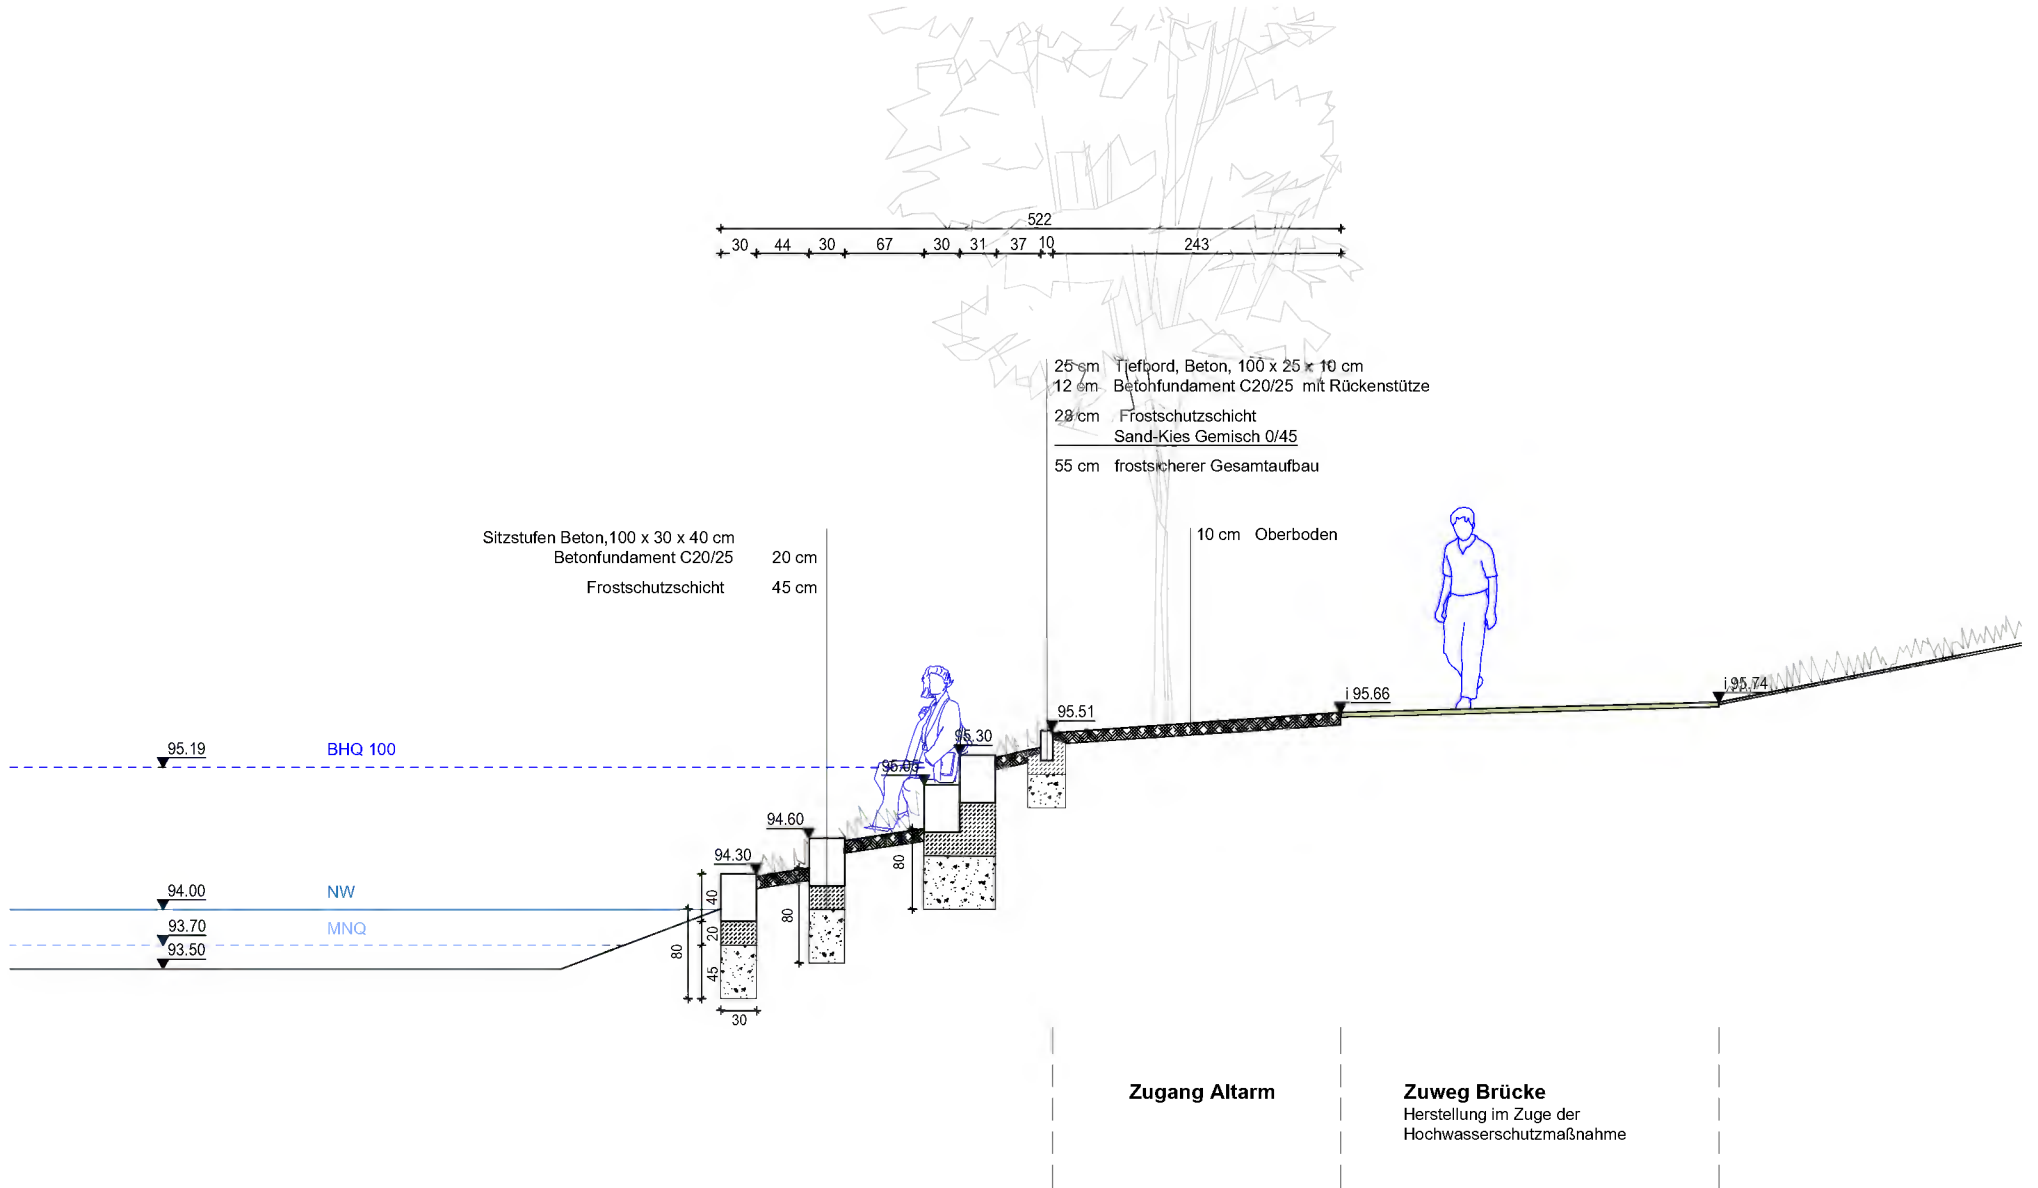 522
30 44 30 67 30 31 37 10 243
25 cm Tiefbord, Beton, 100 x 25 x 10 cm
12 cm Betonfundament C20/25 mit Rückenstütze
28 cm Frostschutzschicht
Sand-Kies Gemisch 0/45
55 cm frostsicherer Gesamtaufbau
Sitzstufen Beton,100 x 30 x 40 cm
Betonfundament C20/25 20 cm
Frostschutzschicht 45 cm
10 cm Oberboden
i 95.74
i 95.66
95.51
95.30
95.19 BHQ 100
94.60
94.30
80
94.00 NW
93.70 MNQ
93.50
40
20
45
80
80
30
Zugang Altarm
Zuweg Brücke
Herstellung im Zuge der
Hochwasserschutzmaßnahme